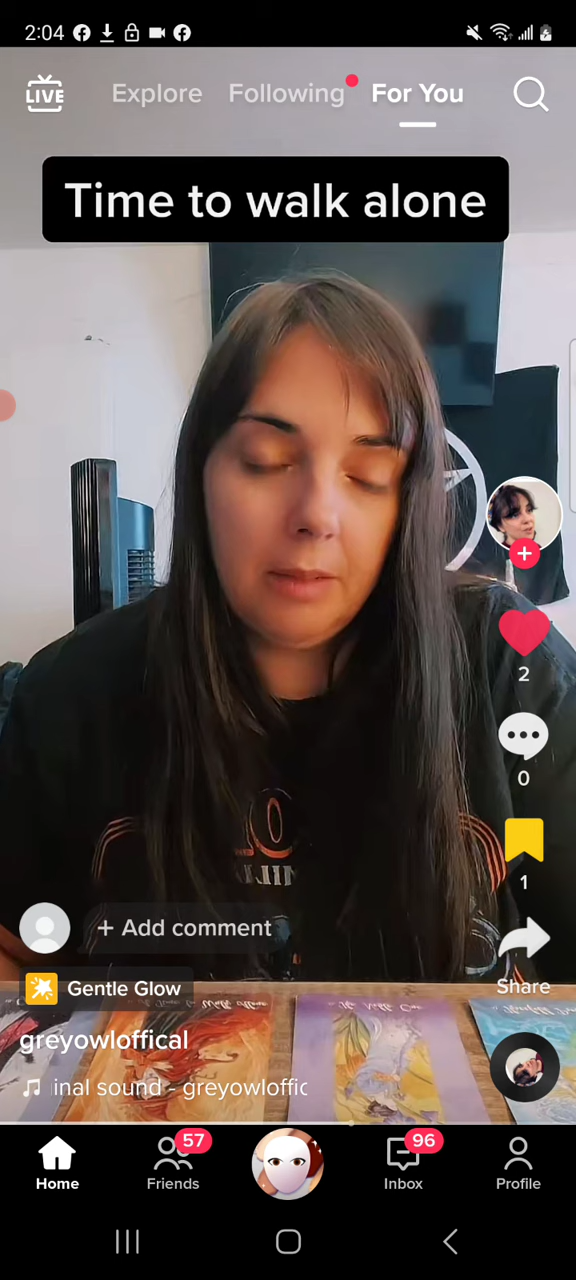 2:04
LIVE
Explore
Following
For You
Time to walk alone
2
0
1
+ Add comment
Share
Gentle Glow
greyowloffical
inal sound - greyowloffic
57
96
Home
Friends
Inbox
Profile